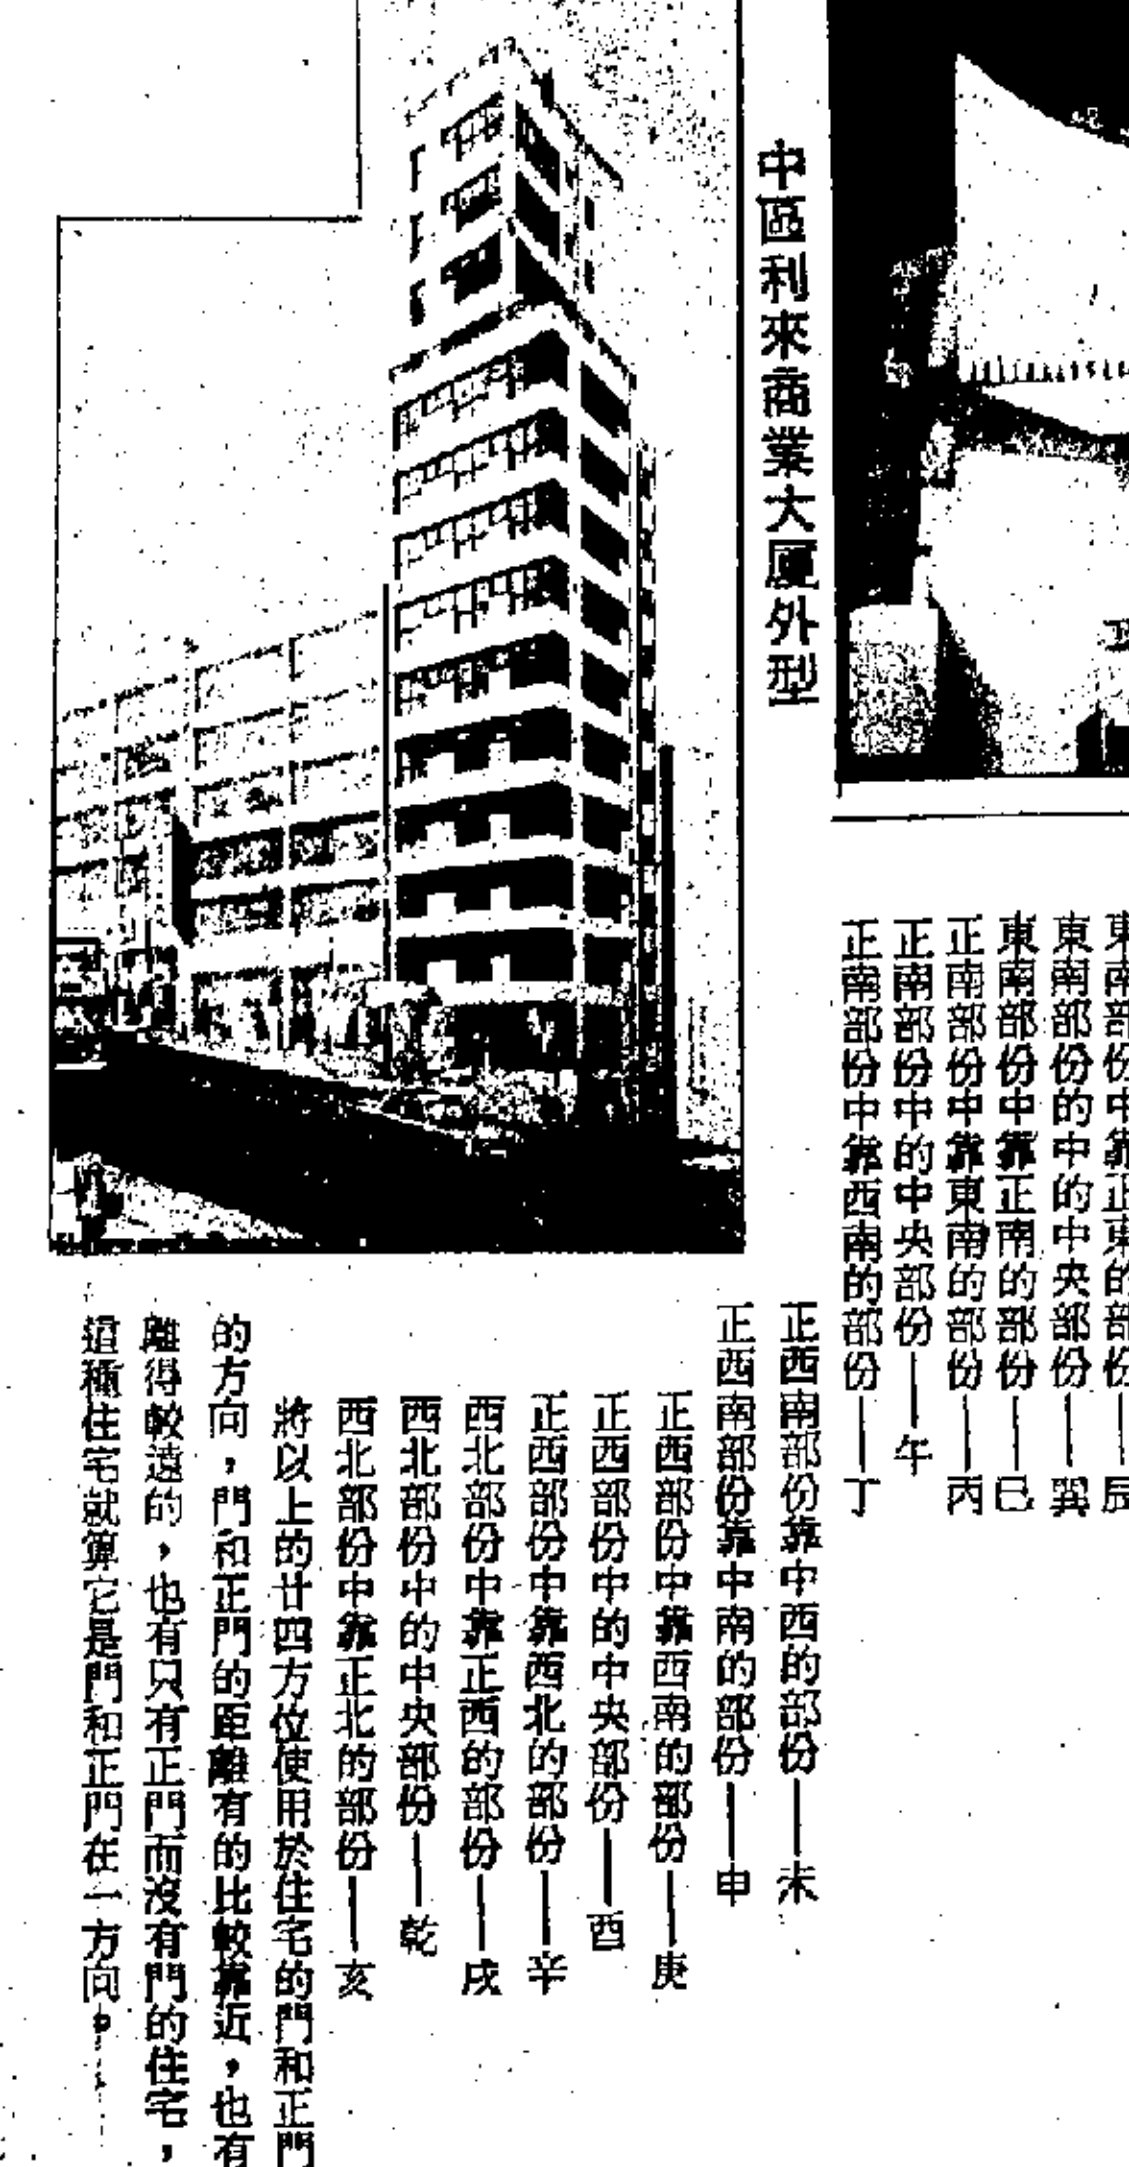 中區利來商業大厦外型
東南部份中靠正東的部份——辰
東南部份的中的中央部份——巽
東南部份中靠正南的部份——巳
正南部份中靠東南的部份——丙
正南部份中的中央部份——午
正南部份中靠西南的部份——丁
正西南部份靠中西的部份——未
正西南部份靠中南的部份——申
正西部份中靠西南的部份——庚
正西部份中的中央部份——酉
正西部份中靠西北的部份——辛
西北部份中靠正西的部份——戌
西北部份中的中央部份——乾
西北部份中靠正北的部份——亥
將以上的廿四方位使用於住宅的門和正門
的方向，門和正門的距離有的比較靠近，也有
離得較遠的，也有只有正門而沒有門的住宅，
這種住宅就算它是門和正門在一方向。